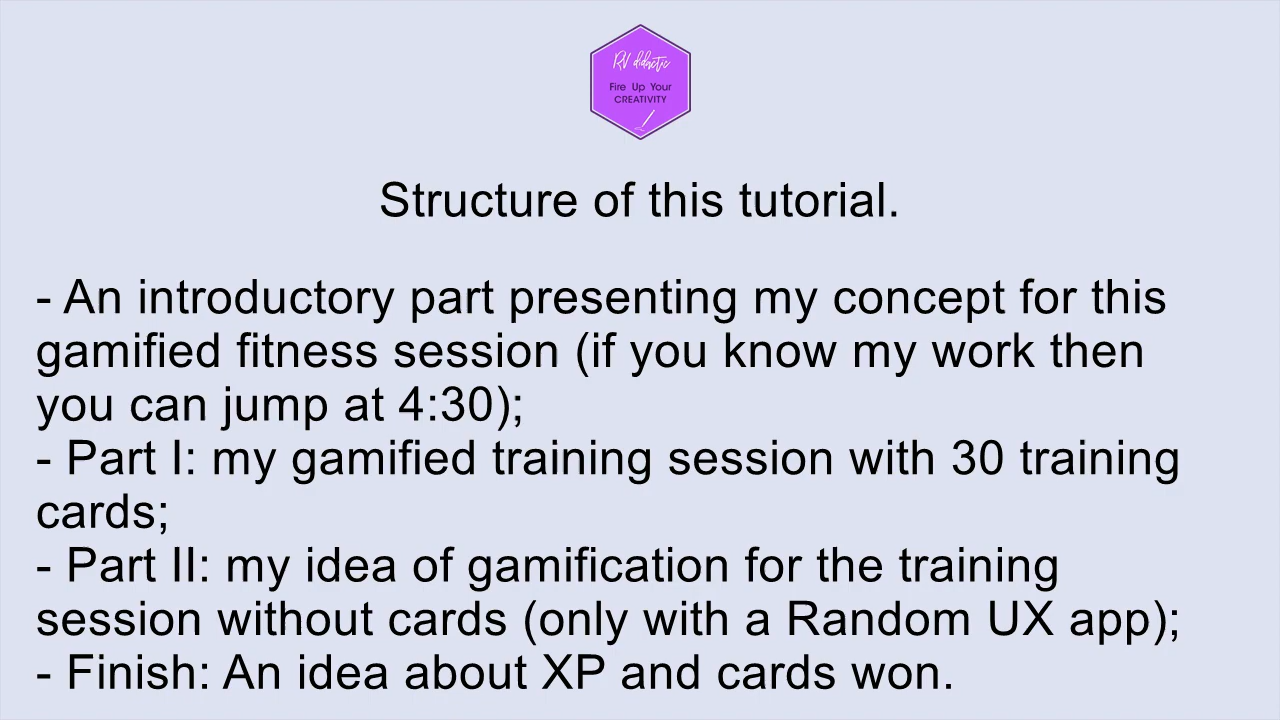 RV didactic
Fire Up Your
CREATIVITY
Structure of this tutorial.
- An introductory part presenting my concept for this
gamified fitness session (if you know my work then
you can jump at 4:30);
- Part I: my gamified training session with 30 training
cards;
- Part II: my idea of gamification for the training
session without cards (only with a Random UX app);
- Finish: An idea about XP and cards won.